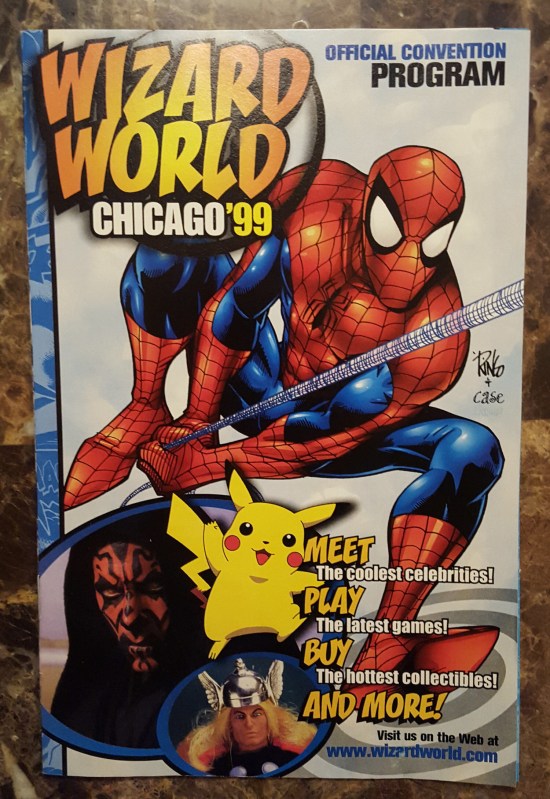 WIZARD
WORLD
CHICAGO '99
OFFICIAL CONVENTION
PROGRAM
RINGO
+
CASE
MEET
The coolest celebrities!
PLAY
The latest games!
BUY
The hottest collectibles!
AND MORE!
Visit us on the Web at
www.wizardworld.com